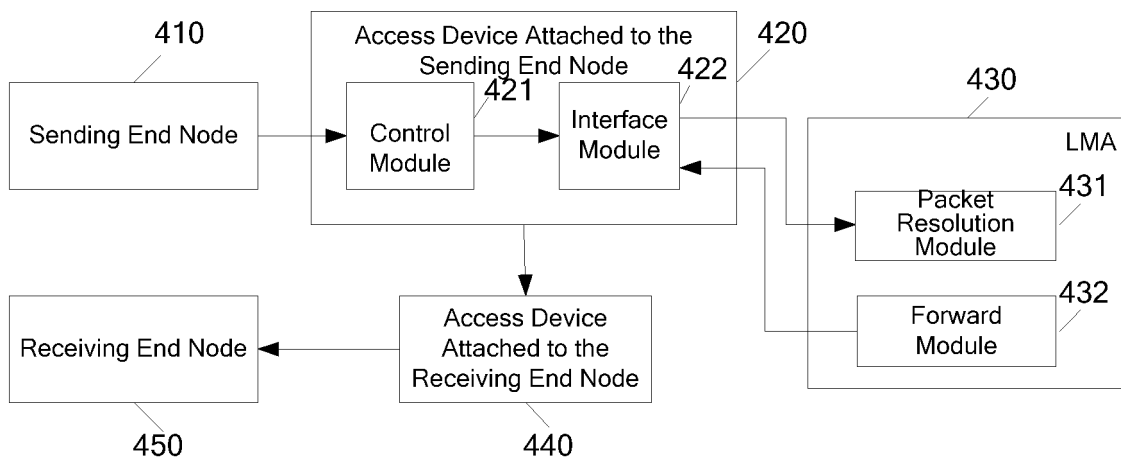 410
Access Device Attached to the
Sending End Node
420
421
422
430
Sending End Node
Control
Module
Interface
Module
LMA
Packet
Resolution
Module
431
Forward
Module
432
Receiving End Node
Access Device
Attached to the
Receiving End Node
450
440